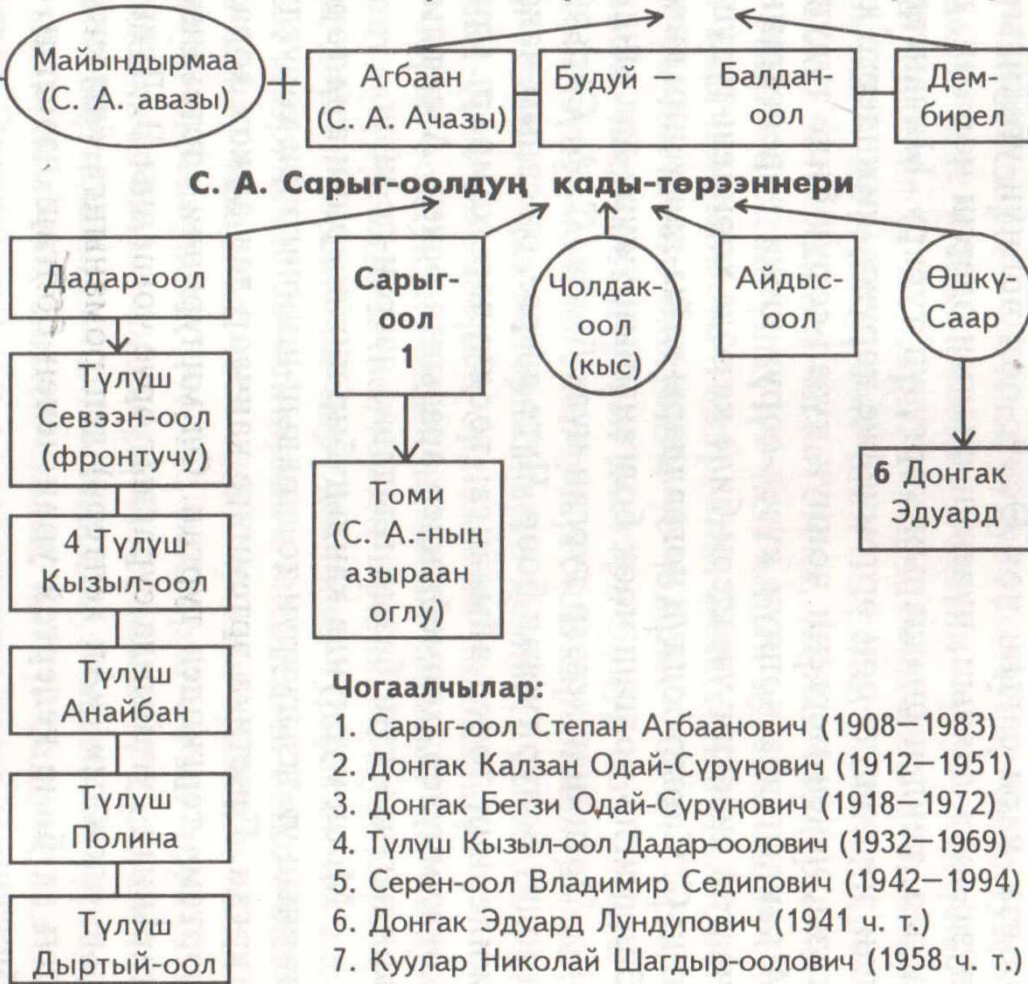 Майындырмаа
(С. А. авазы)
+
Агбаан
(С. А. Ачазы)
Будуй — Балдан-
оол
Дем-
бирел
С. А. Сарыг-оолдуң кады-төрээннери
Дадар-оол
Сарыг-
оол
1
Чолдак-
оол
(кыс)
Айдыс-
оол
Өшкү-
Саар
Түлүш
Севээн-оол
(фронтучу)
4 Түлүш
Кызыл-оол
Түлүш
Анайбан
Түлүш
Полина
Түлүш
Дыртый-оол
Томи
(С. А.-ның
азыраан
оглу)
6 Донгак
Эдуард
Чогаалчылар:
1. Сарыг-оол Степан Агбаанович (1908—1983)
2. Донгак Калзан Одай-Сүрүңович (1912—1951)
3. Донгак Бегзи Одай-Сүрүңович (1918—1972)
4. Түлүш Кызыл-оол Дадар-оолович (1932—1969)
5. Серен-оол Владимир Седипович (1942—1994)
6. Донгак Эдуард Лундупович (1941 ч. т.)
7. Куулар Николай Шагдыр-оолович (1958 ч. т.)